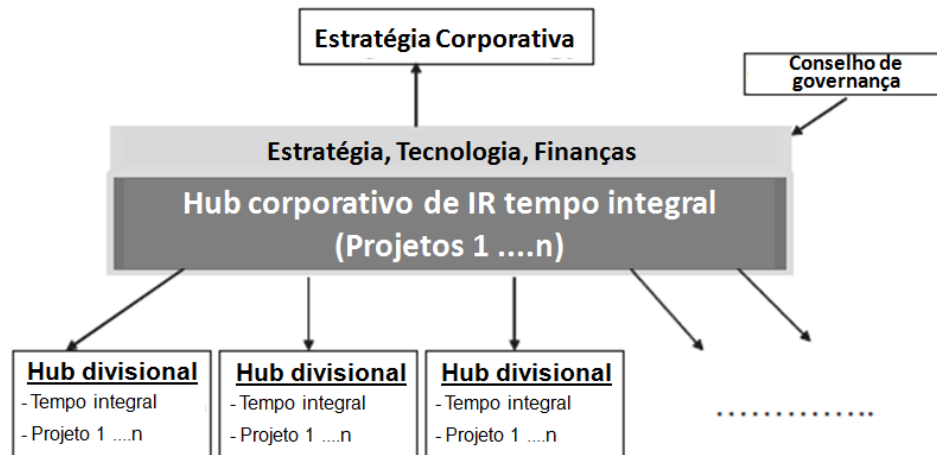 Estratégia Corporativa
Conselho de
governança
Estratégia, Tecnologia, Finanças
Hub corporativo de IR tempo integral
(Projetos 1 ....n)
Hub divisional
- Tempo integral
- Projeto 1 ....n
Hub divisional
- Tempo integral
- Projeto 1 ....n
Hub divisional
- Tempo integral
- Projeto 1 ....n
..............